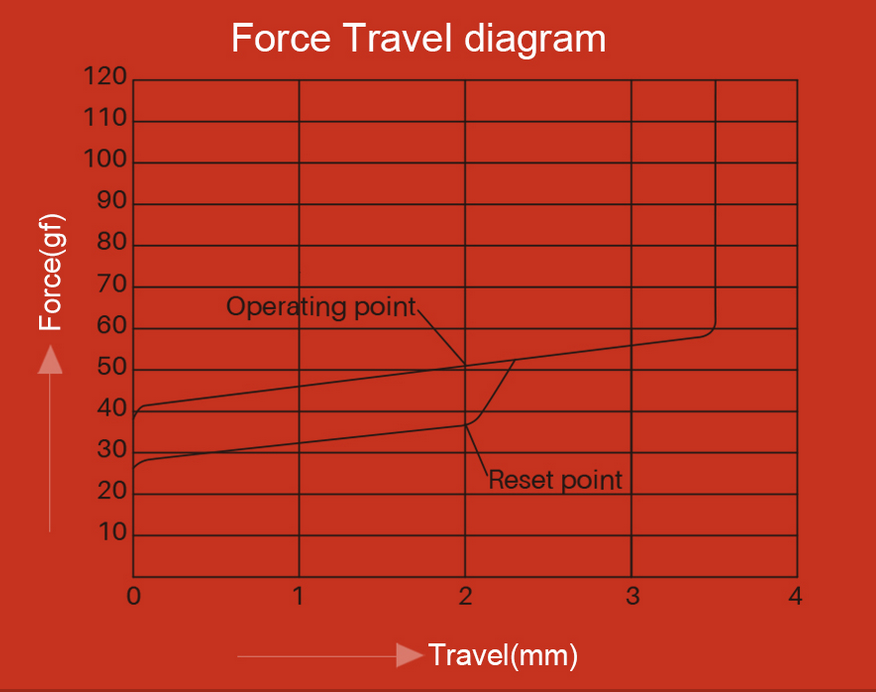 Force Travel diagram
120
110
100
90
80
70
60
50
40
30
20
10
Force(gf)
Operating point
Reset point
0 1 2 3 4
Travel(mm)